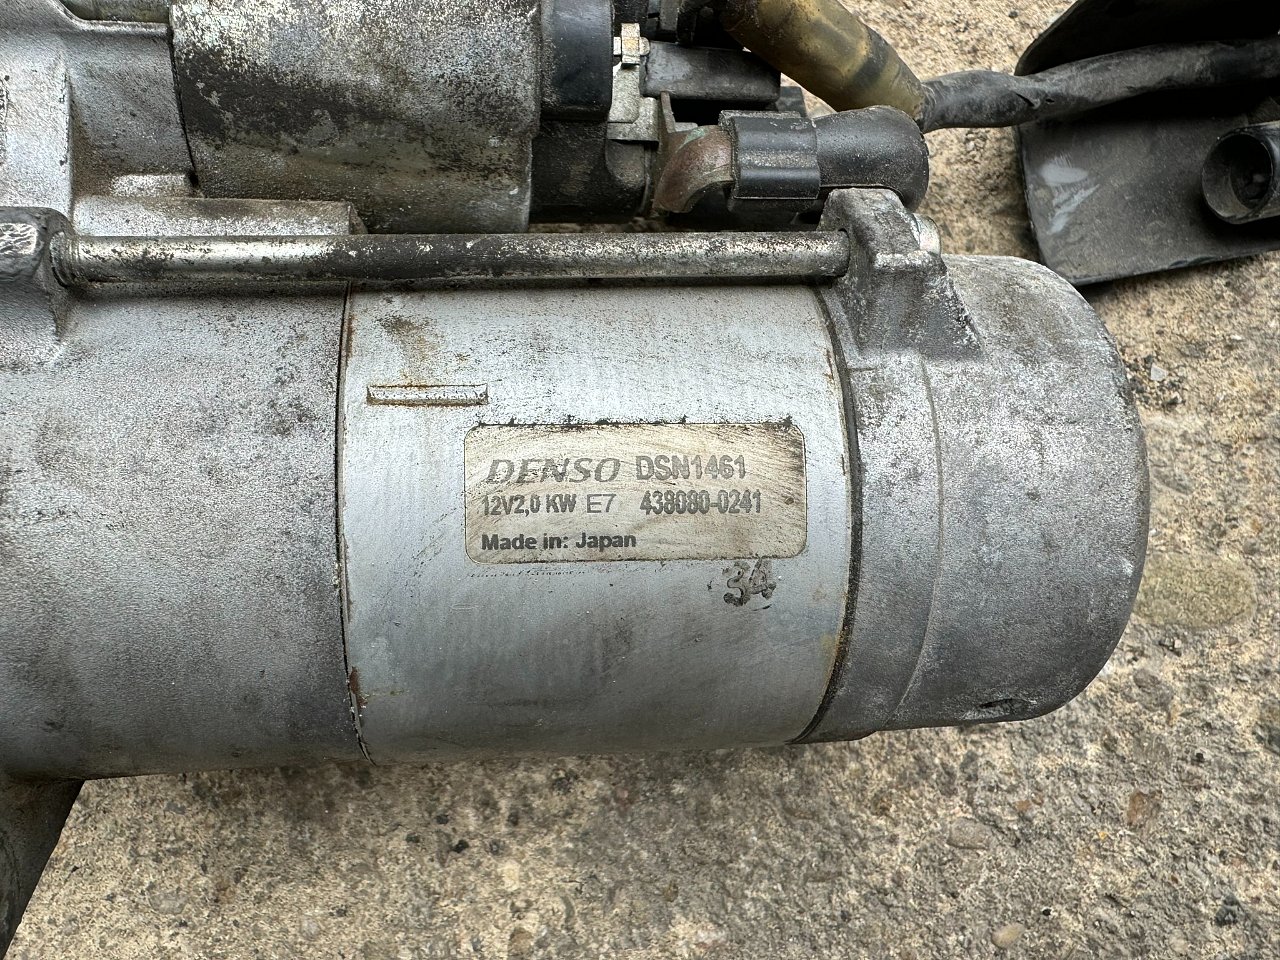 DENSO DSN1461
12V2,0 KW E7 438080-0241
Made in: Japan
34